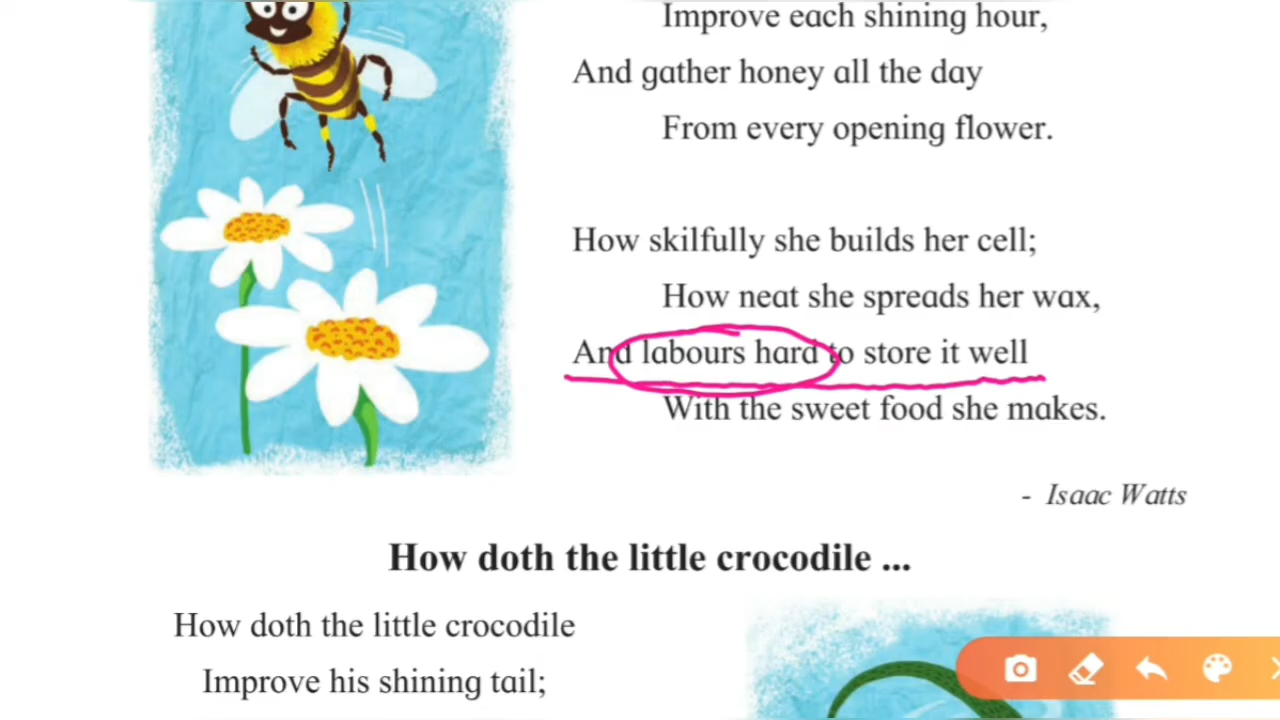 Improve each shining hour,
And gather honey all the day
From every opening flower.
How skilfully she builds her cell;
How neat she spreads her wax,
And labours hard to store it well
With the sweet food she makes.
- Isaac Watts
How doth the little crocodile ...
How doth the little crocodile
Improve his shining tail;